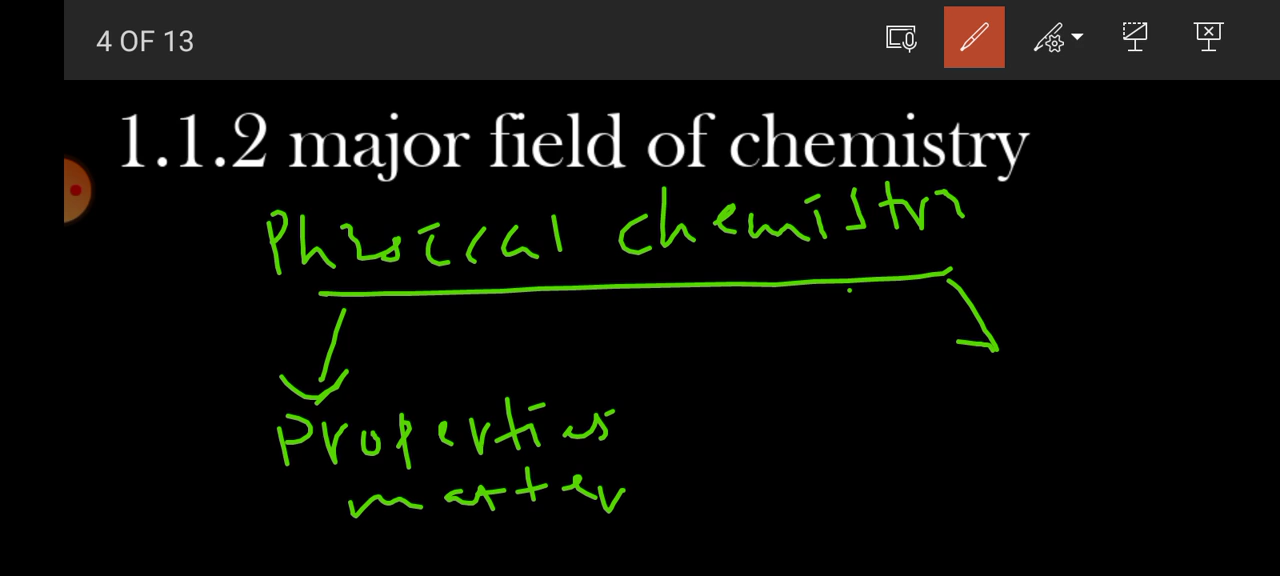 4 OF 13
1.1.2 major field of chemistry
Physical chemistry
Properties
matter